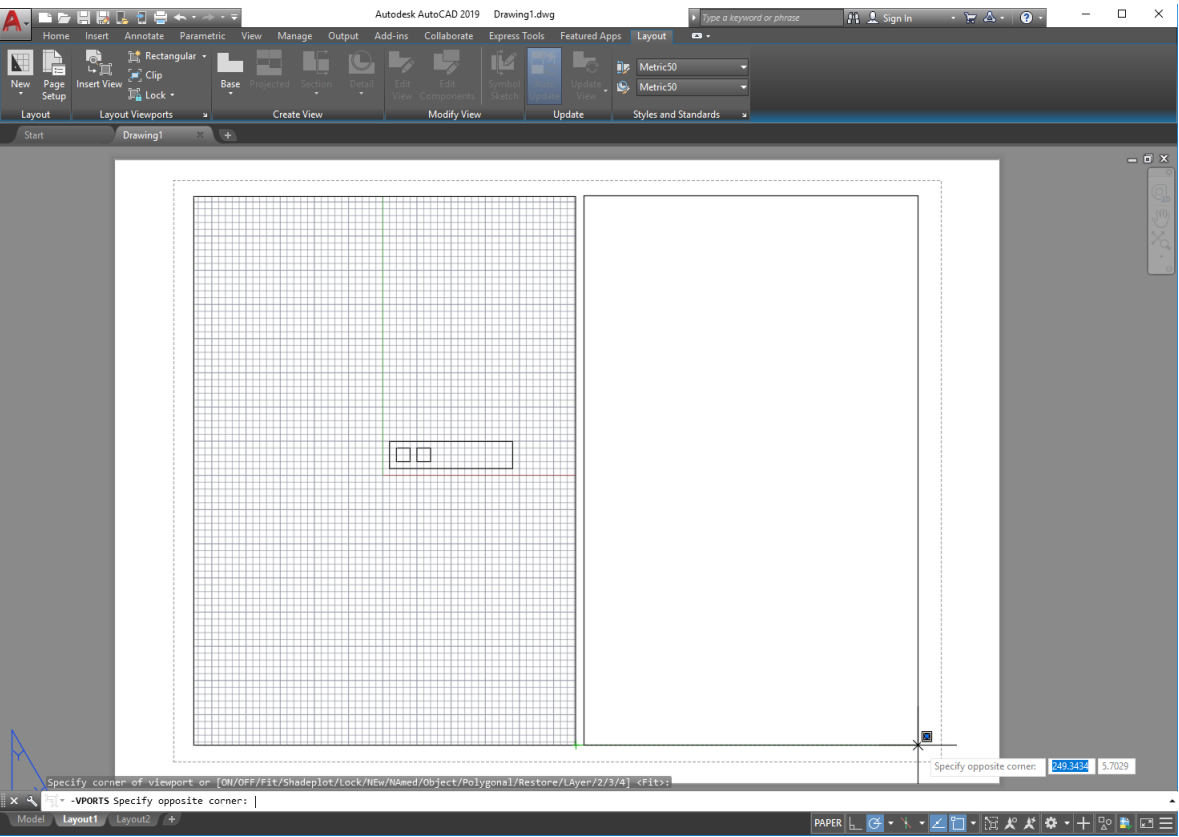 Autodesk AutoCAD 2019 Drawing1.dwg
Type a keyword or phrase
Sign In
Home Insert Annotate Parametric View Manage Output Add-ins Collaborate Express Tools Featured Apps Layout
New
Page Setup
Insert View
Rectangular
Clip
Lock
Base
Projected
Section
Detail
Edit View
Edit Components
Symbol Sketch
Auto Update
Update View
Metric50
Metric50
Layout Layout Viewports Create View Modify View Update Styles and Standards
Start Drawing1
Y
Specify opposite corner: 249.3434 5.7029
Specify corner of viewport or [ON/OFF/Fit/Shadeplot/Lock/NEw/NAmed/Object/Polygonal/Restore/LAyer/2/3/4] <Fit>:
-VPORTS Specify opposite corner:
Model Layout1 Layout2 +
PAPER